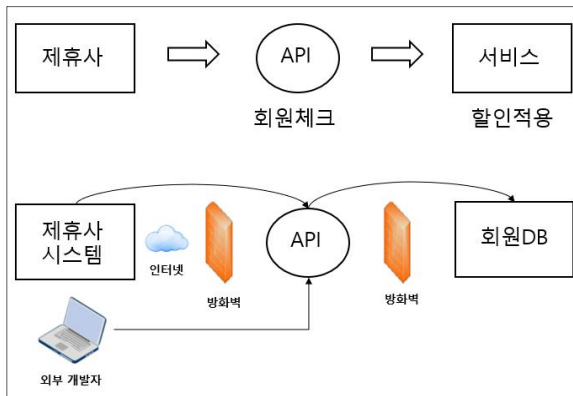 제휴사
API
서비스
회원체크
할인적용
제휴사
시스템
인터넷
방화벽
API
방화벽
회원DB
외부 개발자